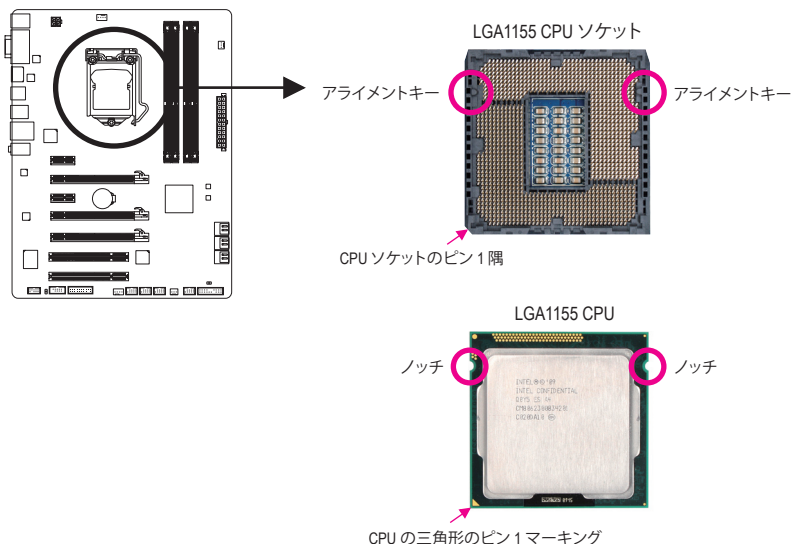 LGA1155 CPU ソケット
アライメントキー
アライメントキー
CPU ソケットのピン 1 隅
LGA1155 CPU
ノッチ
ノッチ
INTEL CONFIDENTIAL
CPU の三角形のピン 1 マーキング